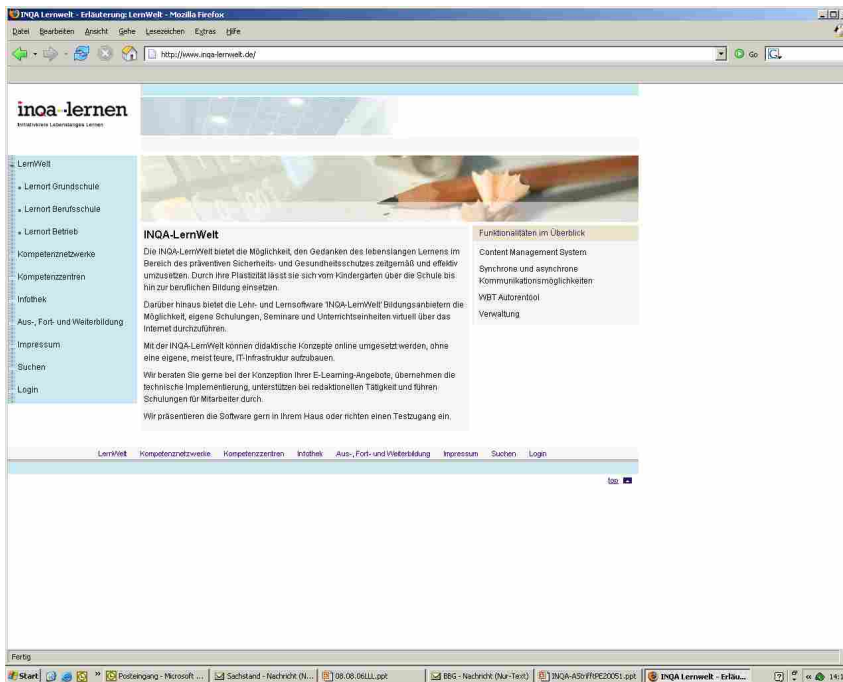 INQA Lernwelt - Erläuterung: LernWelt - Mozilla Firefox
Datei Bearbeiten Ansicht Gehe Lesezeichen Extras Hilfe
http://www.inqa-lernwelt.de/
Go
inqa-lernen
Initiativkreis Lebenslanges Lernen
LernWelt
Lernort Grundschule
Lernort Berufsschule
Lernort Betrieb
Kompetenznetzwerke
Kompetenzzentren
Infothek
Aus-, Fort- und Weiterbildung
Impressum
Suchen
Login
INQA-LernWelt
Die INQA-LernWelt bietet die Möglichkeit, den Gedanken des lebenslangen Lernens im
Bereich des präventiven Sicherheits- und Gesundheitsschutzes zeitgemäß und effektiv
umzusetzen. Durch ihre Plastizität lässt sie sich vom Kindergarten über die Schule bis
hin zur beruflichen Bildung einsetzen.
Darüber hinaus bietet die Lehr- und Lernsoftware 'INQA-LernWelt' Bildungsanbietern die
Möglichkeit, eigene Schulungen, Seminare und Unterrichtseinheiten virtuell über das
Internet durchzuführen.
Mit der INQA-LernWelt können didaktische Konzepte online umgesetzt werden, ohne
eine eigene, meist teure, IT-Infrastruktur aufzubauen.
Wir beraten Sie gerne bei der Konzeption Ihrer E-Learning-Angebote, übernehmen die
technische Implementierung, unterstützen bei redaktionellen Tätigkeit und führen
Schulungen für Mitarbeiter durch.
Wir präsentieren die Software gern in Ihrem Haus oder richten einen Testzugang ein.
Funktionalitäten im Überblick
Content Management System
Synchrone und asynchrone
Kommunikationsmöglichkeiten
WBT Autorentool
Verwaltung
LernWelt Kompetenznetzwerke Kompetenzzentren Infothek Aus-, Fort- und Weiterbildung Impressum Suchen Login
top
Fertig
Start Posteingang - Microsoft ... Sachstand - Nachricht (N... 08.08.06LLL.ppt BBG - Nachricht (Nur-Text) INQA Lernwelt - Erläu...